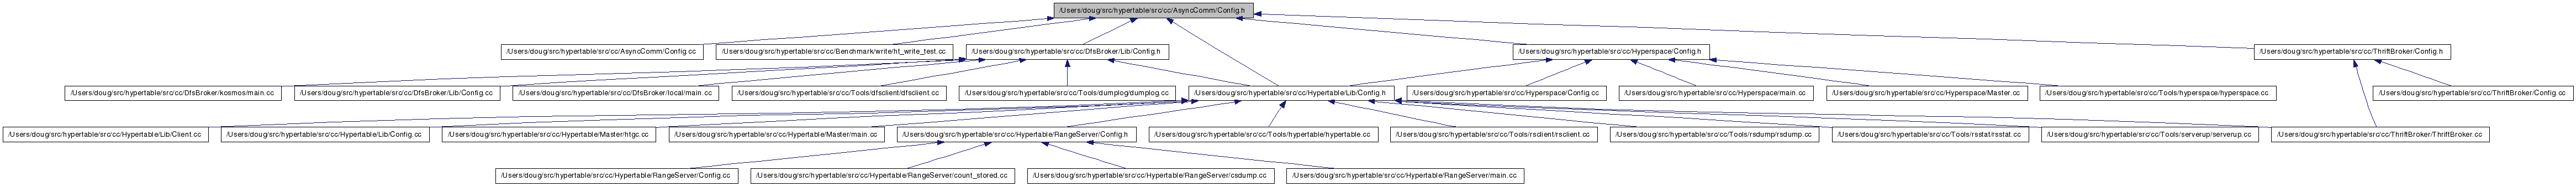 /Users/doug/src/hypertable/src/cc/AsyncComm/Config.h
/Users/doug/src/hypertable/src/cc/AsyncComm/Config.cc
/Users/doug/src/hypertable/src/cc/Benchmark/write/ht_write_test.cc
/Users/doug/src/hypertable/src/cc/DfsBroker/Lib/Config.h
/Users/doug/src/hypertable/src/cc/Hyperspace/Config.h
/Users/doug/src/hypertable/src/cc/ThriftBroker/Config.h
/Users/doug/src/hypertable/src/cc/DfsBroker/kosmos/main.cc
/Users/doug/src/hypertable/src/cc/DfsBroker/Lib/Config.cc
/Users/doug/src/hypertable/src/cc/DfsBroker/local/main.cc
/Users/doug/src/hypertable/src/cc/Tools/dfsclient/dfsclient.cc
/Users/doug/src/hypertable/src/cc/Tools/dumplog/dumplog.cc
/Users/doug/src/hypertable/src/cc/Hypertable/Lib/Config.h
/Users/doug/src/hypertable/src/cc/Hyperspace/Config.cc
/Users/doug/src/hypertable/src/cc/Hyperspace/main.cc
/Users/doug/src/hypertable/src/cc/Hyperspace/Master.cc
/Users/doug/src/hypertable/src/cc/Tools/hyperspace/hyperspace.cc
/Users/doug/src/hypertable/src/cc/ThriftBroker/Config.cc
/Users/doug/src/hypertable/src/cc/Hypertable/Lib/Client.cc
/Users/doug/src/hypertable/src/cc/Hypertable/Lib/Config.cc
/Users/doug/src/hypertable/src/cc/Hypertable/Master/htgc.cc
/Users/doug/src/hypertable/src/cc/Hypertable/Master/main.cc
/Users/doug/src/hypertable/src/cc/Hypertable/RangeServer/Config.h
/Users/doug/src/hypertable/src/cc/Tools/hypertable/hypertable.cc
/Users/doug/src/hypertable/src/cc/Tools/rsclient/rsclient.cc
/Users/doug/src/hypertable/src/cc/Tools/rsdump/rsdump.cc
/Users/doug/src/hypertable/src/cc/Tools/rsstat/rsstat.cc
/Users/doug/src/hypertable/src/cc/Tools/serverup/serverup.cc
/Users/doug/src/hypertable/src/cc/ThriftBroker/ThriftBroker.cc
/Users/doug/src/hypertable/src/cc/Hypertable/RangeServer/Config.cc
/Users/doug/src/hypertable/src/cc/Hypertable/RangeServer/count_stored.cc
/Users/doug/src/hypertable/src/cc/Hypertable/RangeServer/csdump.cc
/Users/doug/src/hypertable/src/cc/Hypertable/RangeServer/main.cc